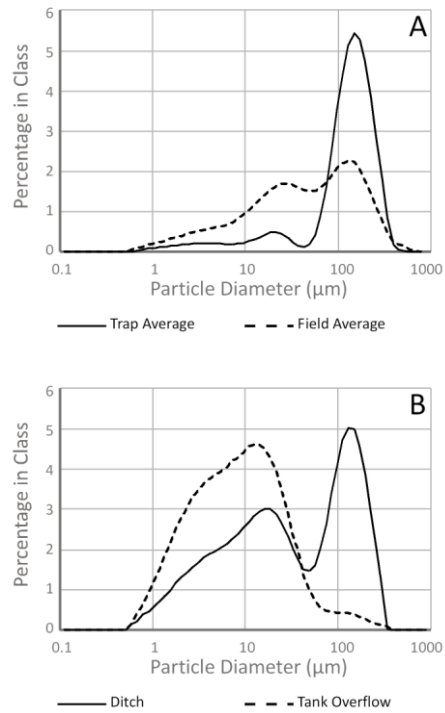 A
Percentage in Class
6
5
4
3
2
1
0
0.1 1 10 100 1000
Particle Diameter (µm)
Trap Average Field Average
B
Percentage in Class
6
5
4
3
2
1
0
0.1 1 10 100 1000
Particle Diameter (µm)
Ditch Tank Overflow